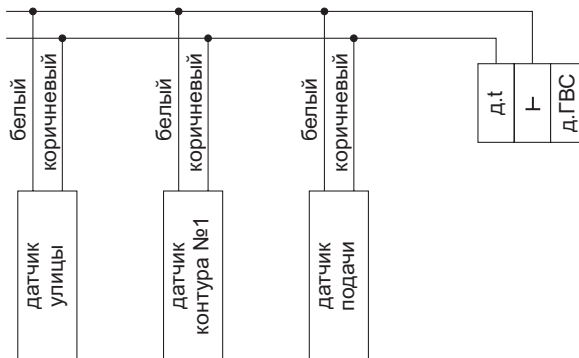 белый
коричневый
белый
коричневый
белый
коричневый
д.t
⊢
д.ГВС
датчик
улицы
датчик
контура №1
датчик
подачи